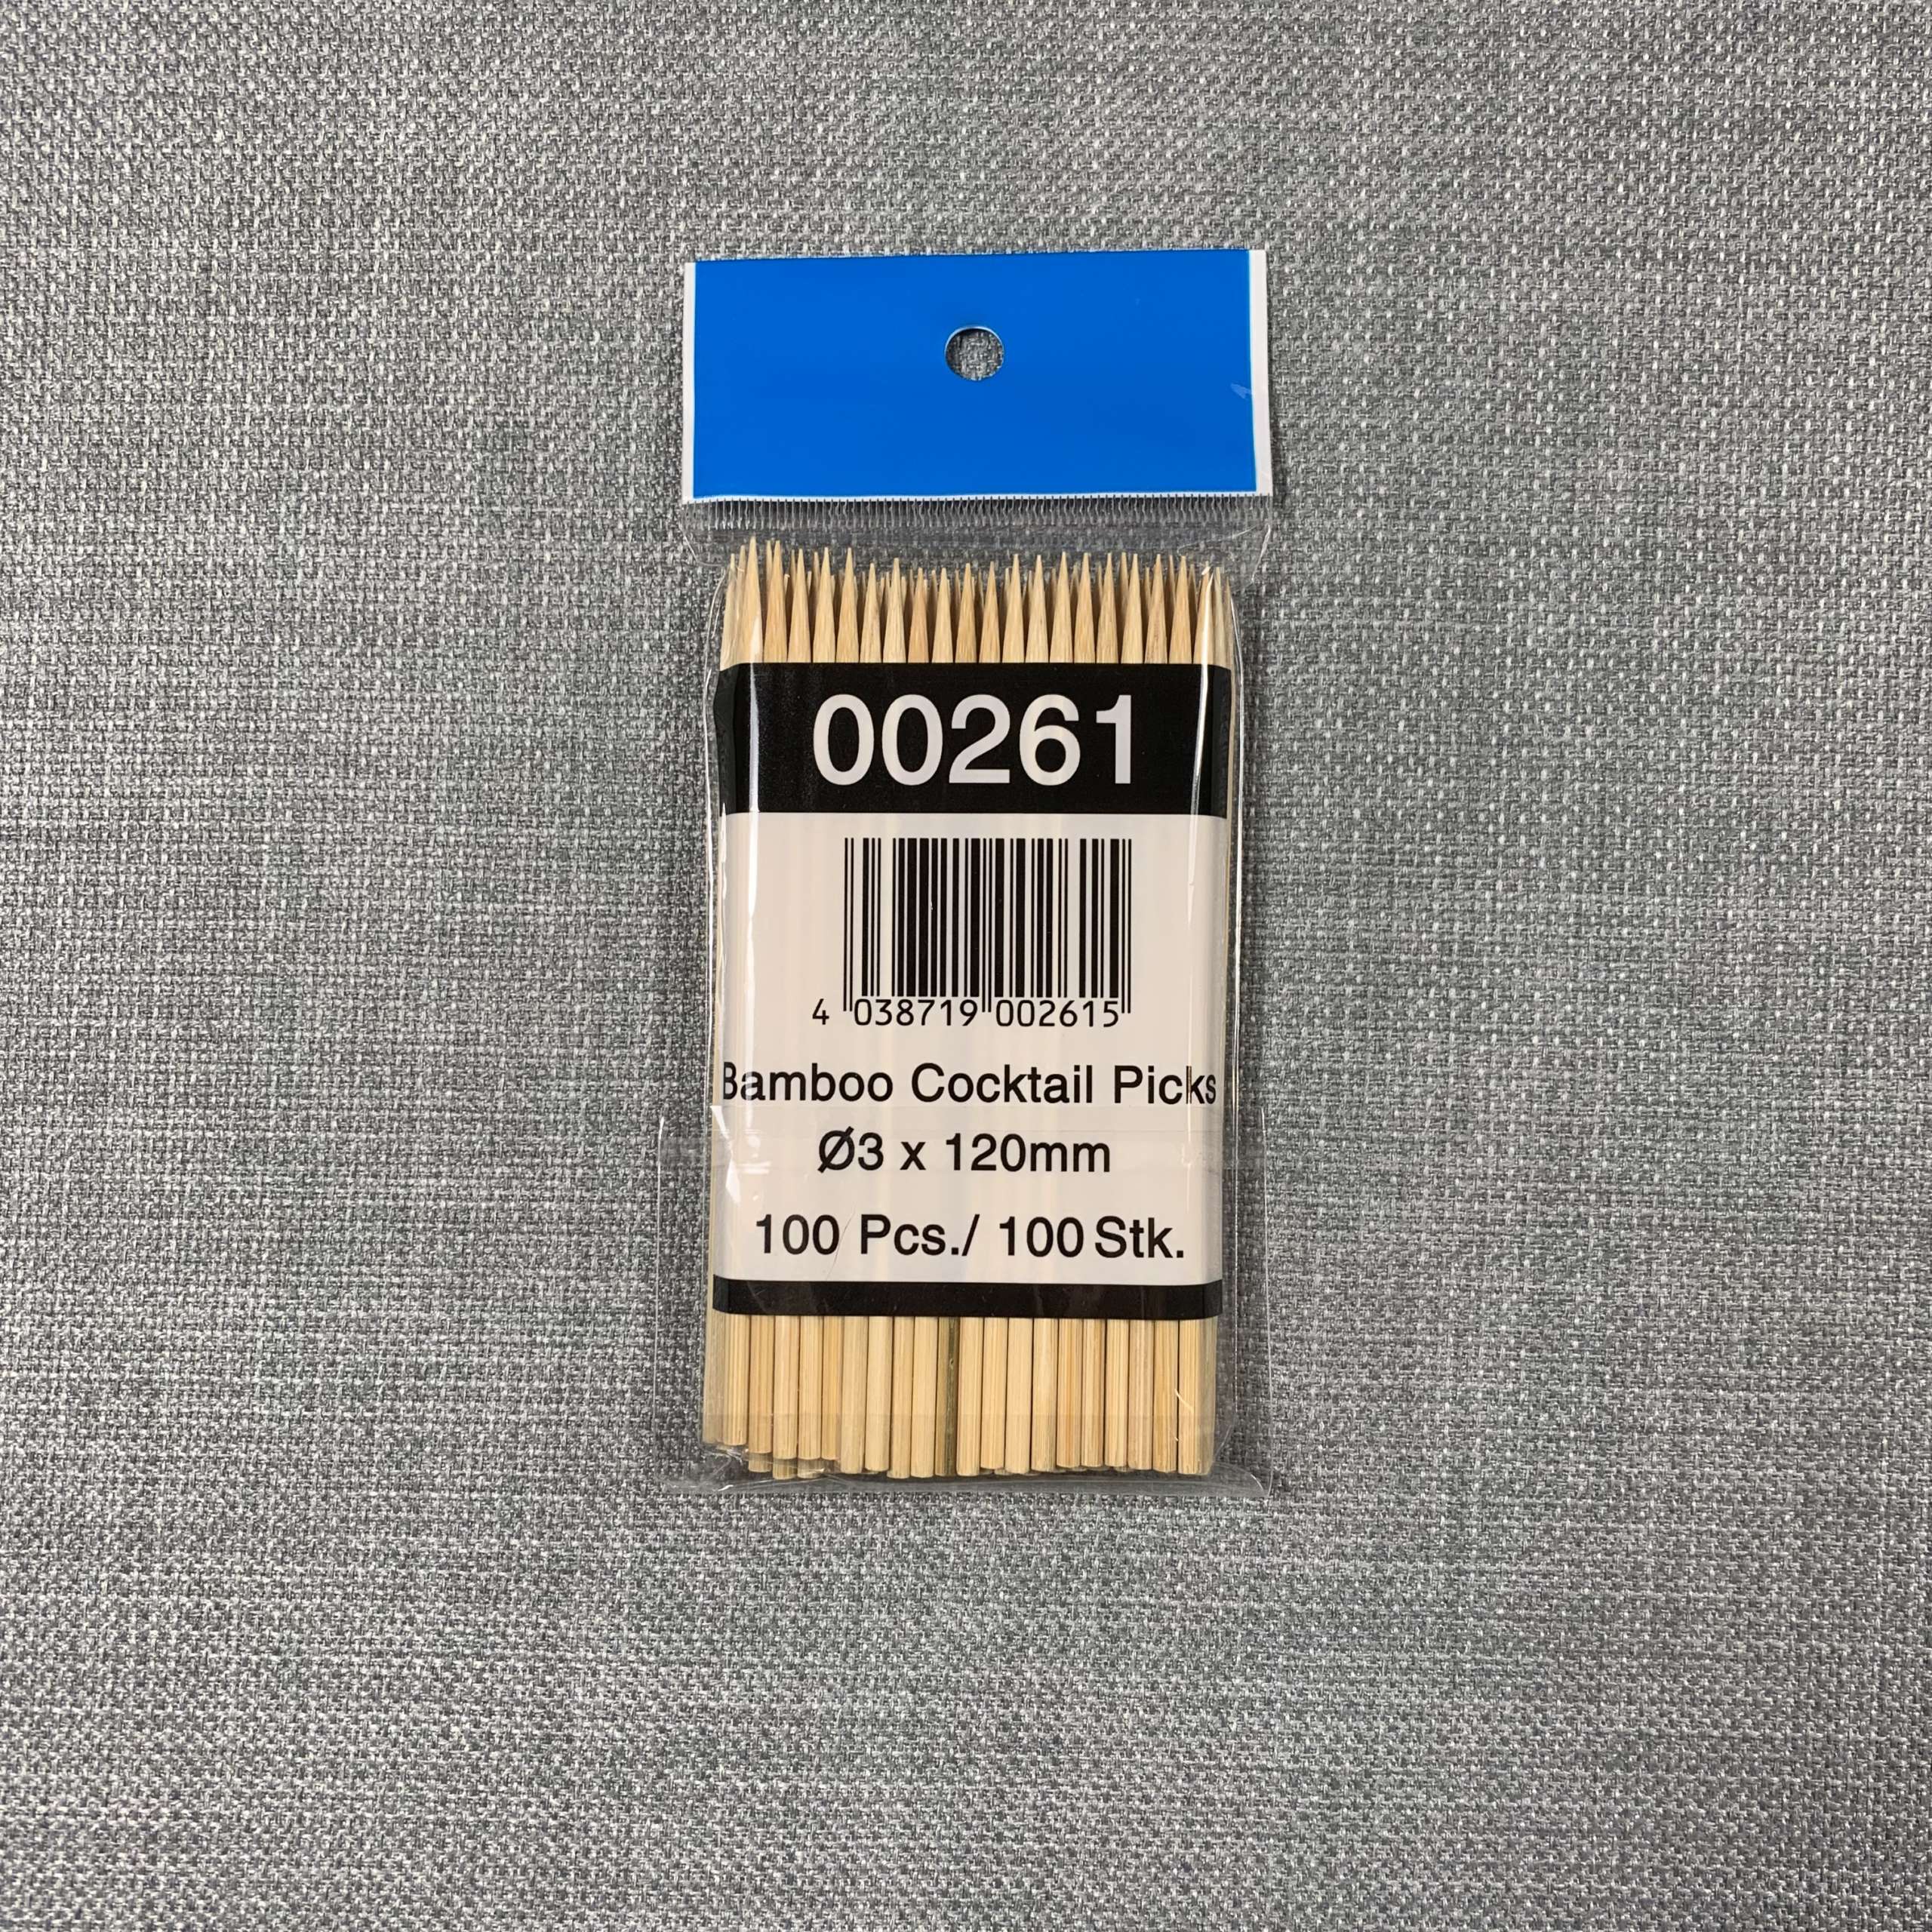 00261
4 038719 002615
Bamboo Cocktail Picks
Ø3 x 120mm
100 Pcs./ 100 Stk.